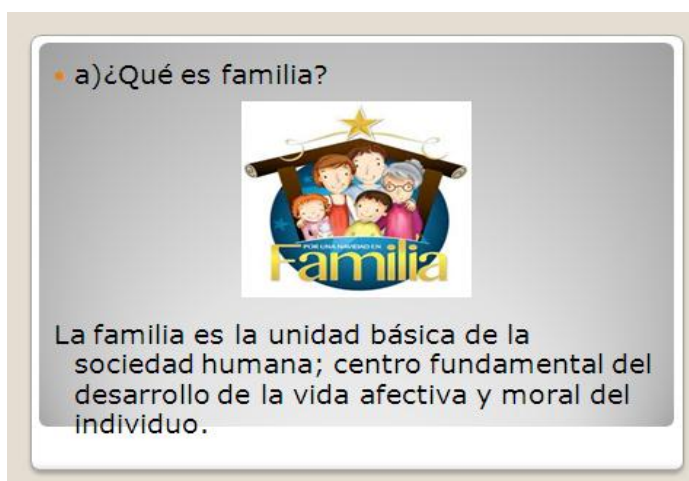 a)¿Qué es familia?
POR UNA NAVIDAD EN
Familia
La familia es la unidad básica de la
sociedad humana; centro fundamental del
desarrollo de la vida afectiva y moral del
individuo.